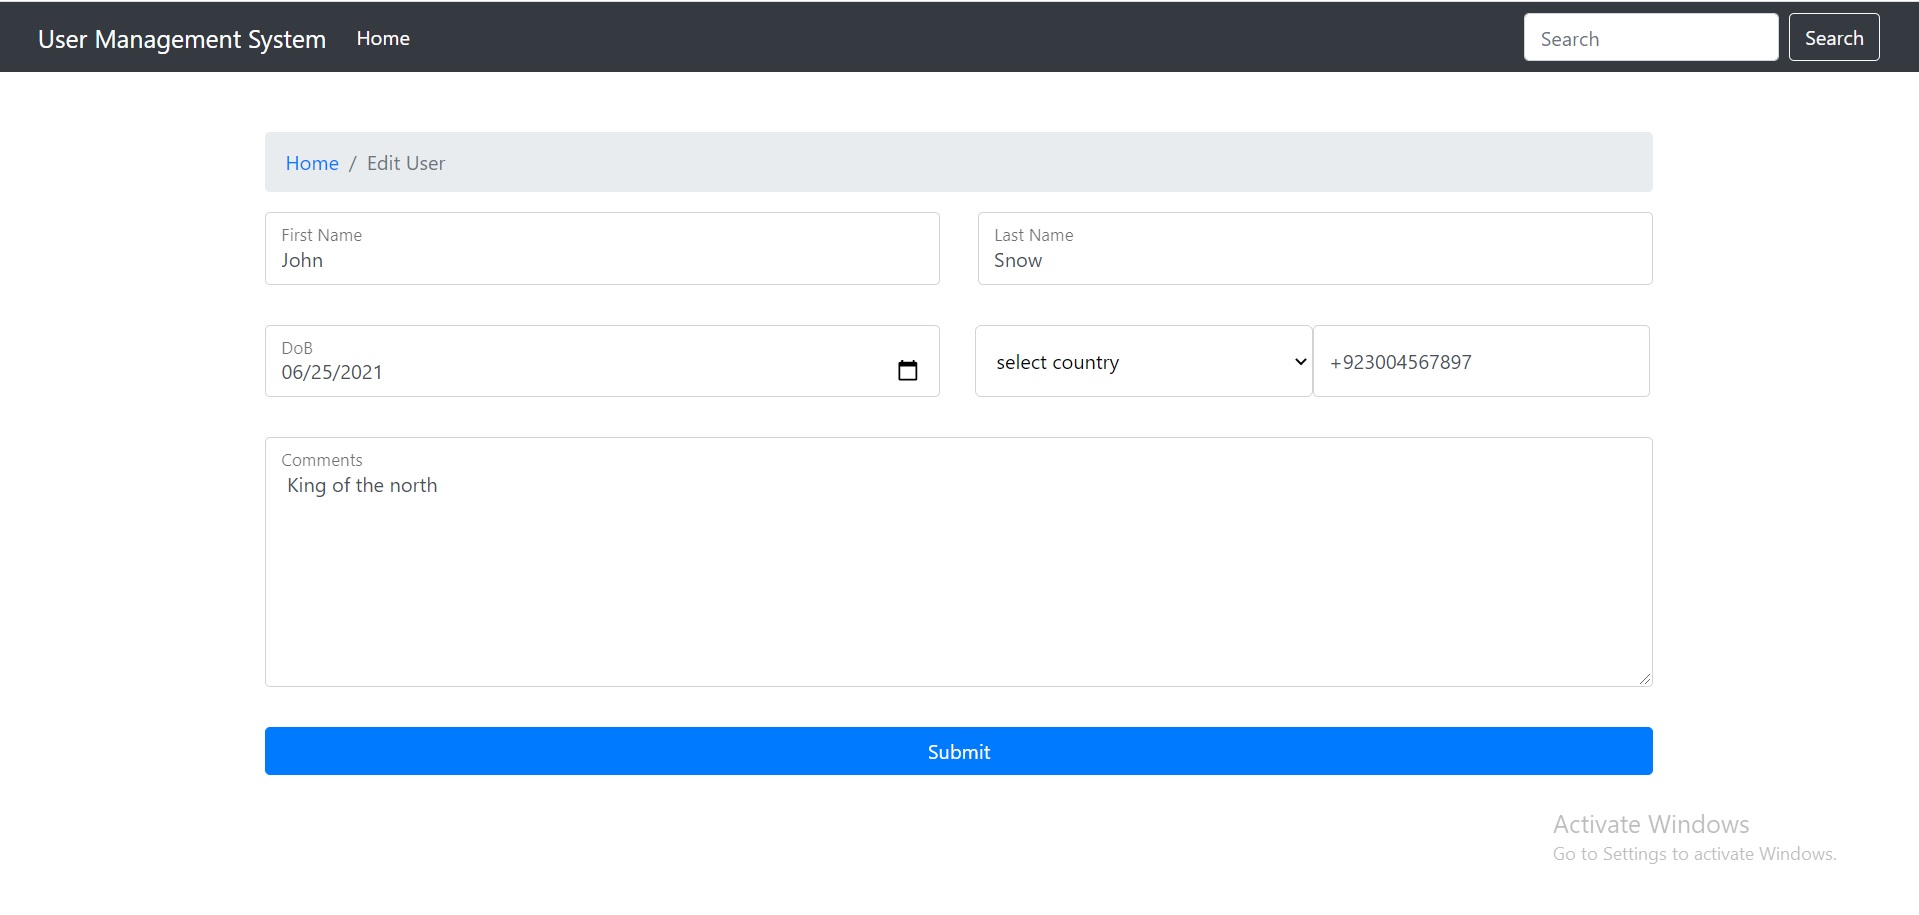 User Management System Home Search Search
Home / Edit User
First Name
John
Last Name
Snow
DoB
06/25/2021
select country
+923004567897
Comments
King of the north
Submit
Activate Windows
Go to Settings to activate Windows.